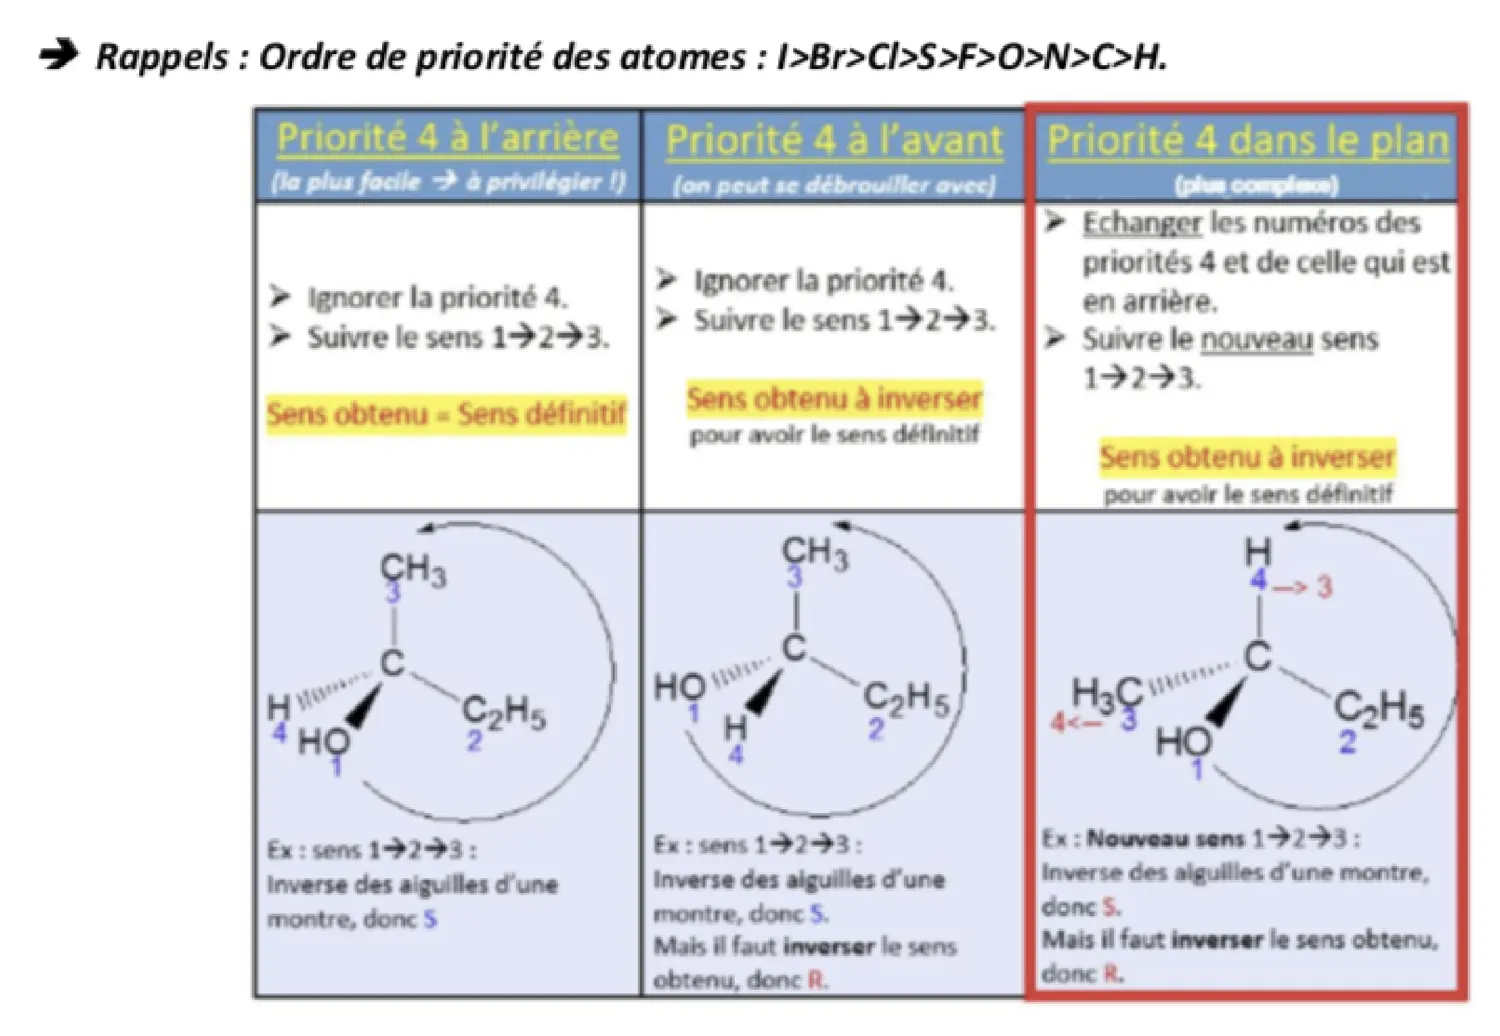 ➔ Rappels : Ordre de priorité des atomes : I>Br>Cl>S>F>O>N>C>H.
Priorité 4 à l'arrière
(la plus facile ➔ à privilégier !)
➢ Ignorer la priorité 4.
➢ Suivre le sens 1➔2➔3.
Sens obtenu = Sens définitif
CH3
3
C
H
4
HO
1
C2H5
2
Ex : sens 1➔2➔3 :
Inverse des aiguilles d'une
montre, donc S
Priorité 4 à l'avant
(on peut se débrouiller avec)
➢ Ignorer la priorité 4.
➢ Suivre le sens 1➔2➔3.
Sens obtenu à inverser
pour avoir le sens définitif
CH3
3
C
HO
1
H
4
C2H5
2
Ex : sens 1➔2➔3 :
Inverse des aiguilles d'une
montre, donc S.
Mais il faut inverser le sens
obtenu, donc R.
Priorité 4 dans le plan
(plus complexe)
➢ Echanger les numéros des
priorités 4 et de celle qui est
en arrière.
➢ Suivre le nouveau sens
1➔2➔3.
Sens obtenu à inverser
pour avoir le sens définitif
H
4 --> 3
C
H3C
4<-- 3
HO
1
C2H5
2
Ex : Nouveau sens 1➔2➔3 :
Inverse des aiguilles d'une montre,
donc S.
Mais il faut inverser le sens obtenu,
donc R.